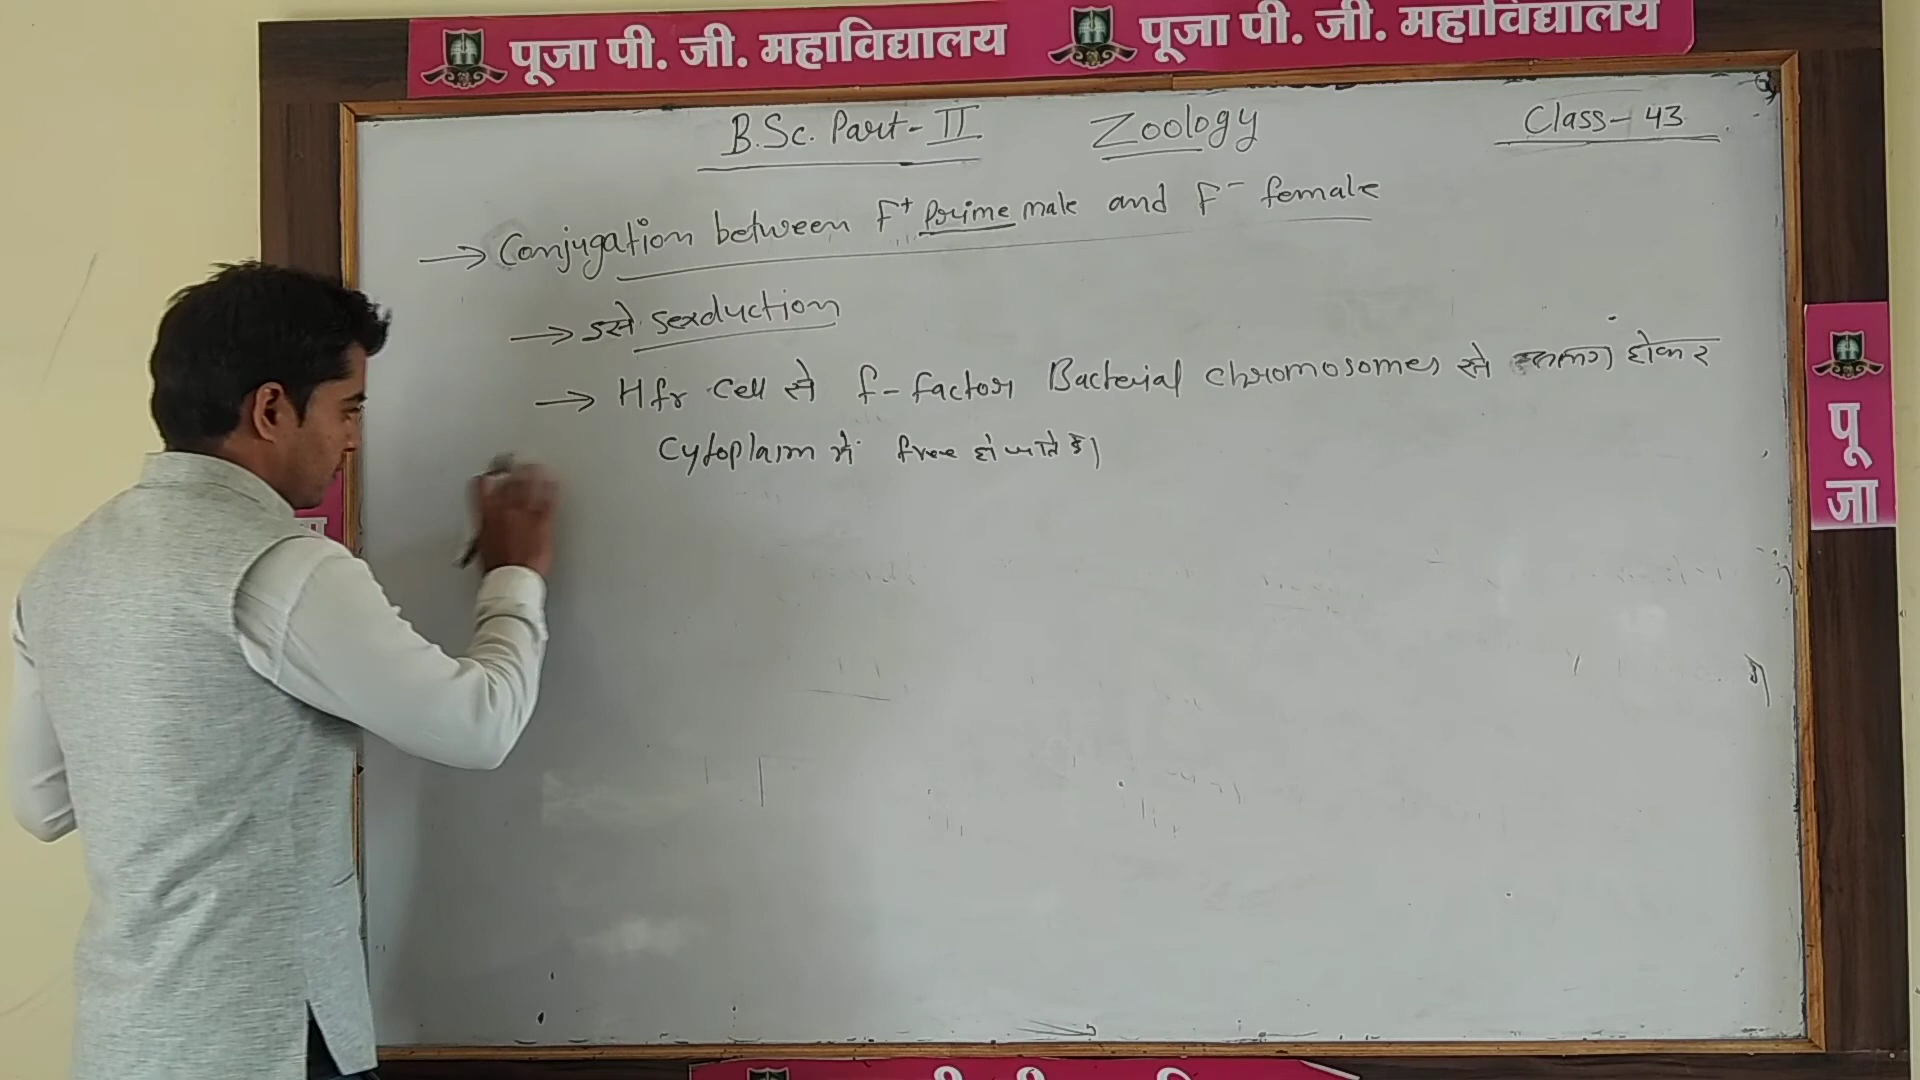 पूजा पी. जी. महाविद्यालय पूजा पी. जी. महाविद्यालय
B.Sc. Part-II Zoology Class-43
→ Conjugation between F⁺ Prime male and F⁻ female
→ इसे sexduction
→ Hfr Cell से f-factor Bacterial chromosomes से अलग होकर
Cytoplasm में free हो जाते है।
पू
जा